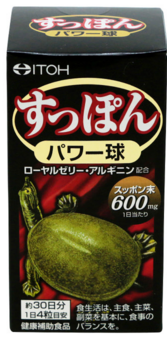 ITOH
すっぽん
パワー球
ローヤルゼリー・アルギニン配合
スッポン末
600mg
1日当たり
約30日分
1日4粒目安
健康補助食品
食生活は、主食、主菜、
副菜を基本に、食事の
バランスを。